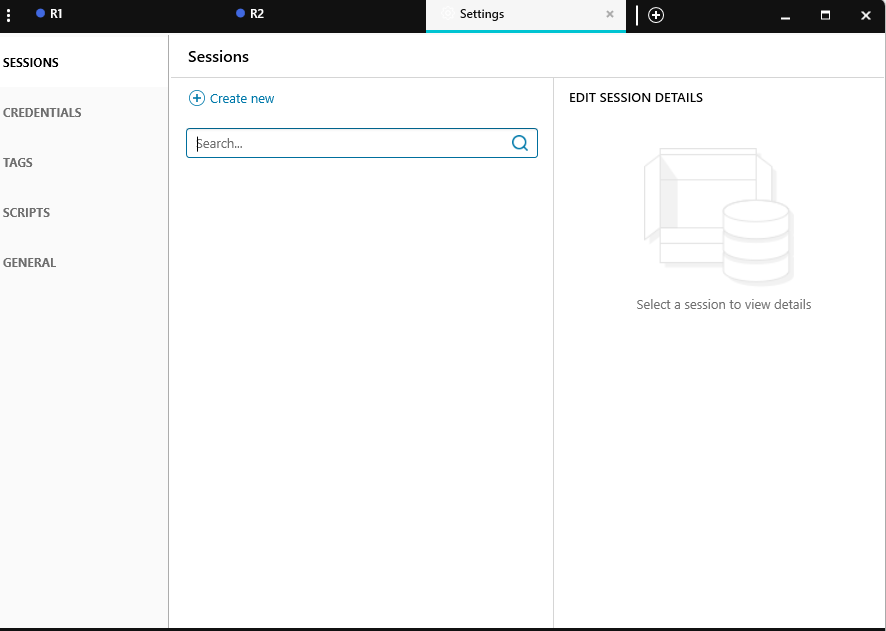 R1
R2
Settings
SESSIONS
CREDENTIALS
TAGS
SCRIPTS
GENERAL
Sessions
Create new
Search...
EDIT SESSION DETAILS
Select a session to view details